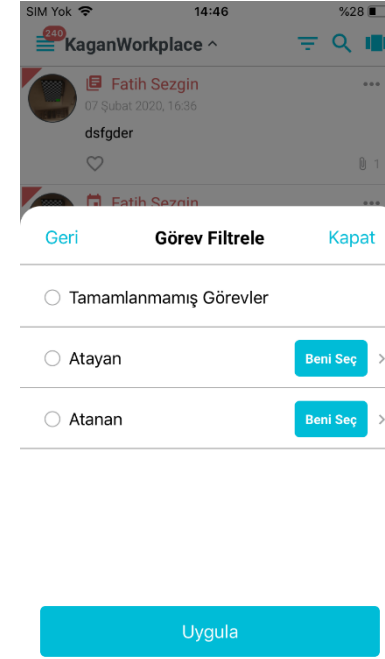 SIM Yok 14:46 %28
240
KaganWorkplace
Fatih Sezgin
07 Şubat 2020, 16:36
dsfgder
1
Fatih Sezgin
Geri Görev Filtrele Kapat
Tamamlanmamış Görevler
Atayan Beni Seç
Atanan Beni Seç
Uygula